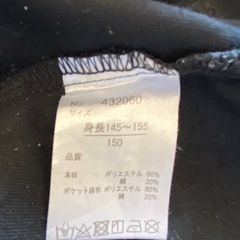 NO. 432080
サイズ
身長145～155
150
品質
本体 ポリエステル 80%
綿 20%
ポケット袋布 ポリエステル 80%
綿 20%